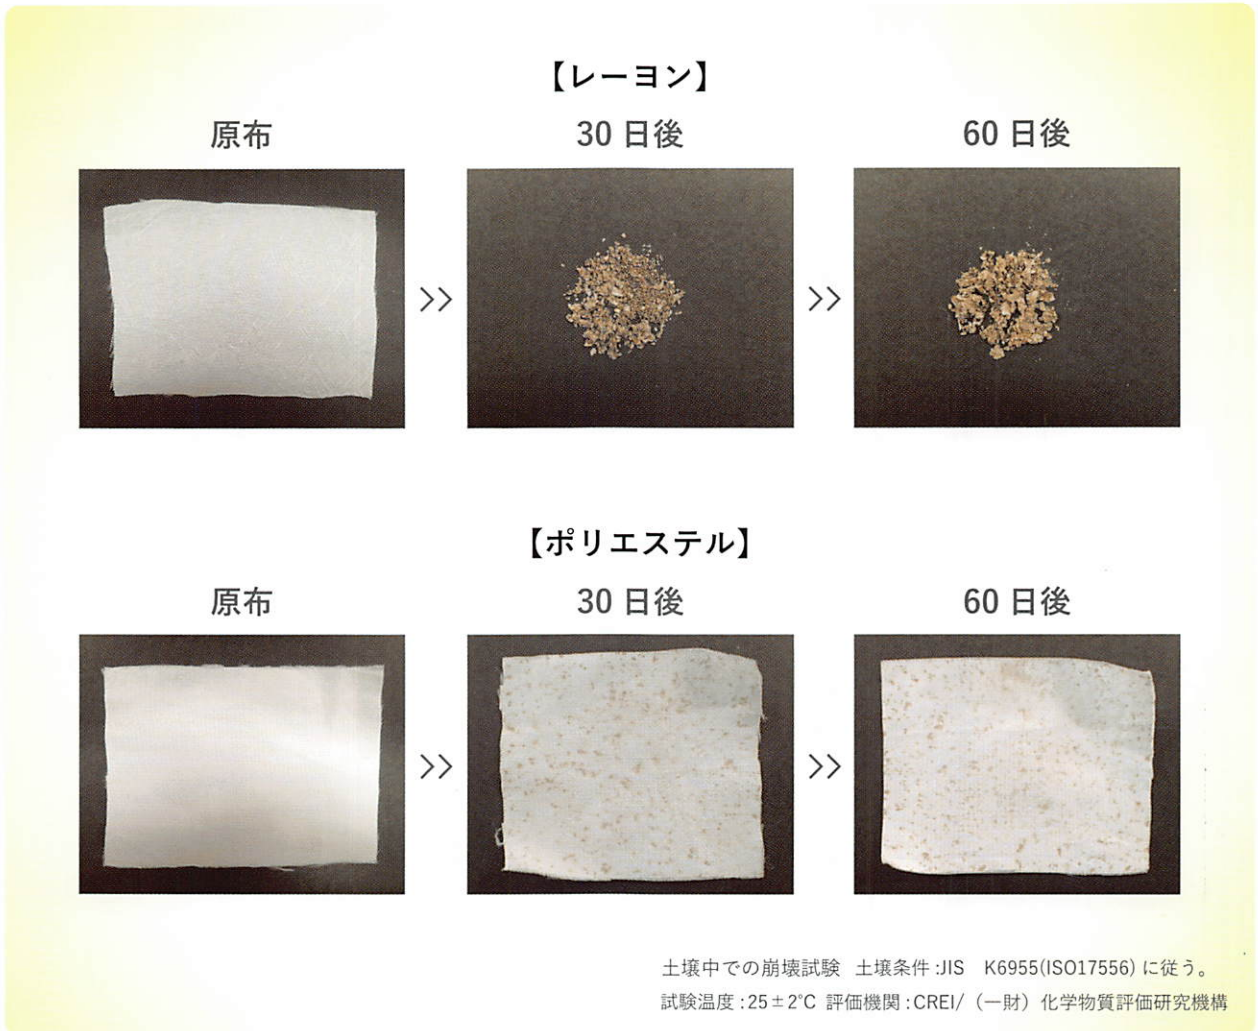 【レーヨン】
原布
30 日後
60 日後
>>
>>
【ポリエステル】
原布
30 日後
60 日後
>>
>>
土壌中での崩壊試験 土壌条件:JIS K6955(ISO17556) に従う。
試験温度:25±2℃ 評価機関:CREI/（一財）化学物質評価研究機構